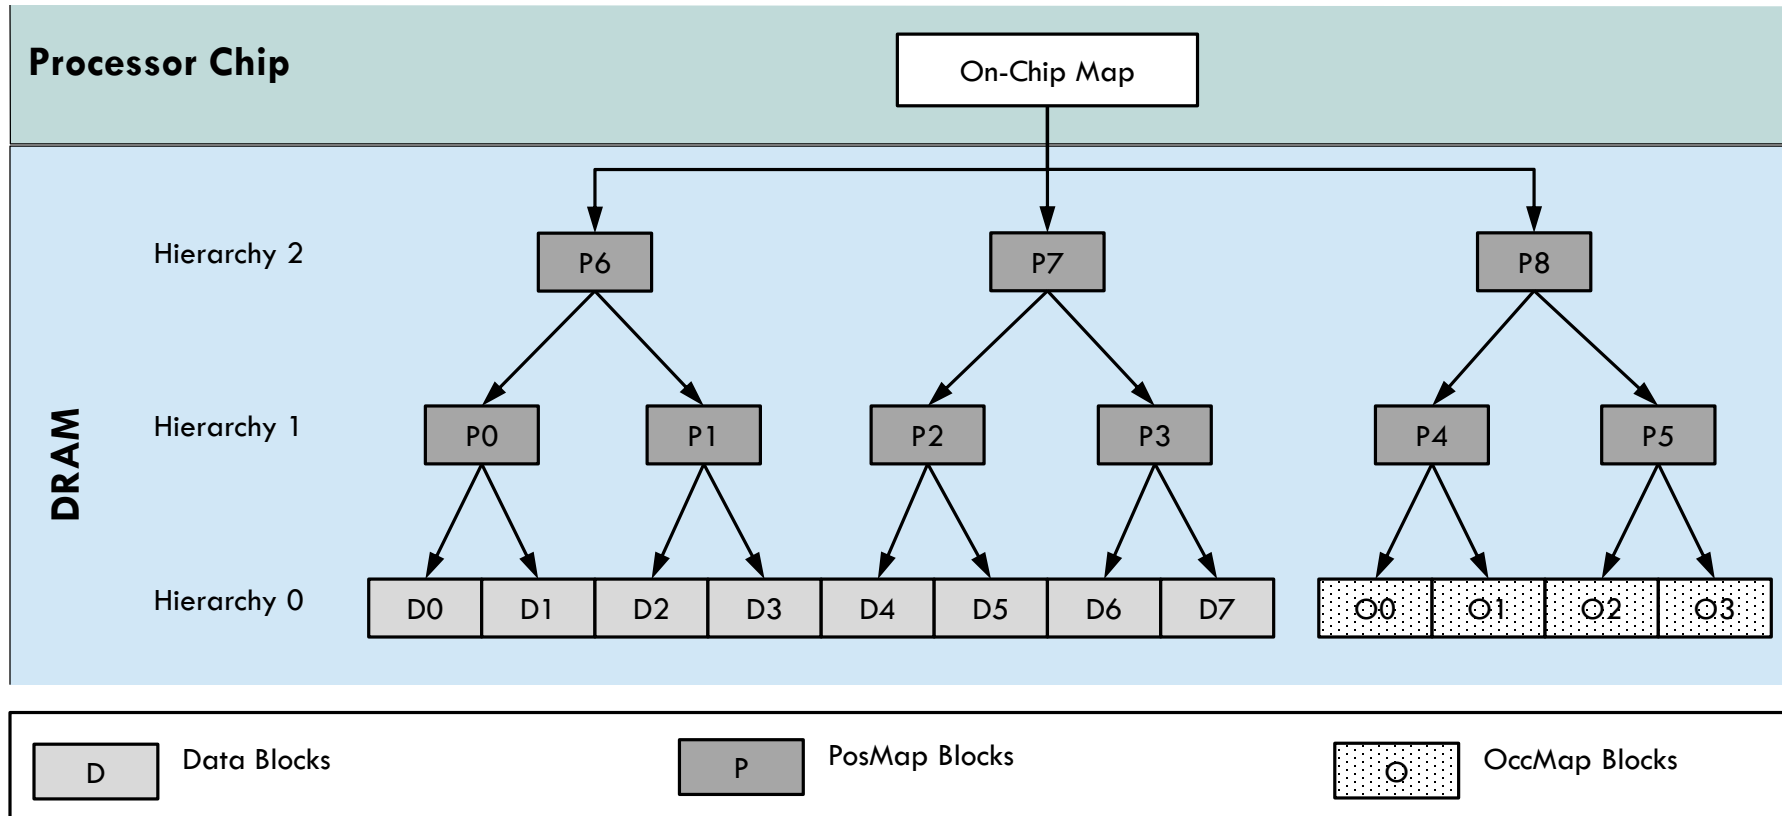 Processor Chip
On-Chip Map
Hierarchy 2
P6
P7
P8
Hierarchy 1
P0
P1
P2
P3
P4
P5
DRAM
Hierarchy 0
D0
D1
D2
D3
D4
D5
D6
D7
O0
O1
O2
O3
D
Data Blocks
P
PosMap Blocks
O
OccMap Blocks